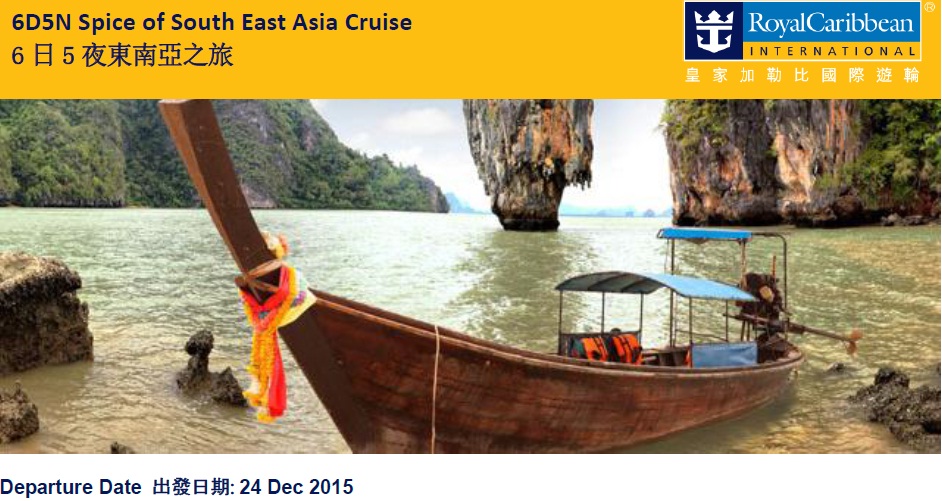 6D5N Spice of South East Asia Cruise
6 日 5 夜東南亞之旅
RoyalCaribbean®
INTERNATIONAL
皇家加勒比國際遊輪
Departure Date 出發日期: 24 Dec 2015